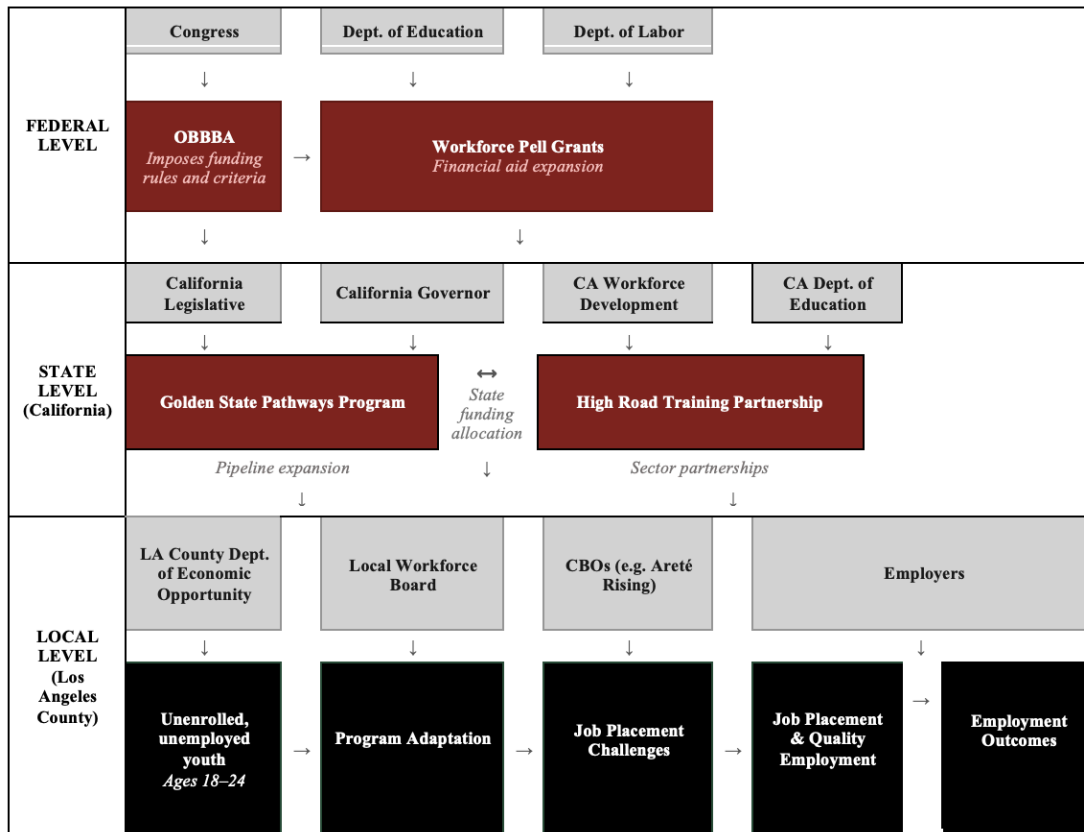 Congress
Dept. of Education
Dept. of Labor
↓
↓
↓
FEDERAL
LEVEL
OBBBA
Imposes funding
rules and criteria
→
Workforce Pell Grants
Financial aid expansion
↓
↓
STATE
LEVEL
(California)
California
Legislative
California Governor
CA Workforce
Development
CA Dept. of
Education
↓
↓
↓
↓
Golden State Pathways Program
↔
State
funding
allocation
High Road Training Partnership
Pipeline expansion
↓
Sector partnerships
↓
↓
LOCAL
LEVEL
(Los
Angeles
County)
LA County Dept.
of Economic
Opportunity
Local Workforce
Board
CBOs (e.g. Areté
Rising)
Employers
↓
↓
↓
↓
Unenrolled,
unemployed
youth
Ages 18–24
→
Program Adaptation
→
Job Placement
Challenges
→
Job Placement
& Quality
Employment
→
Employment
Outcomes